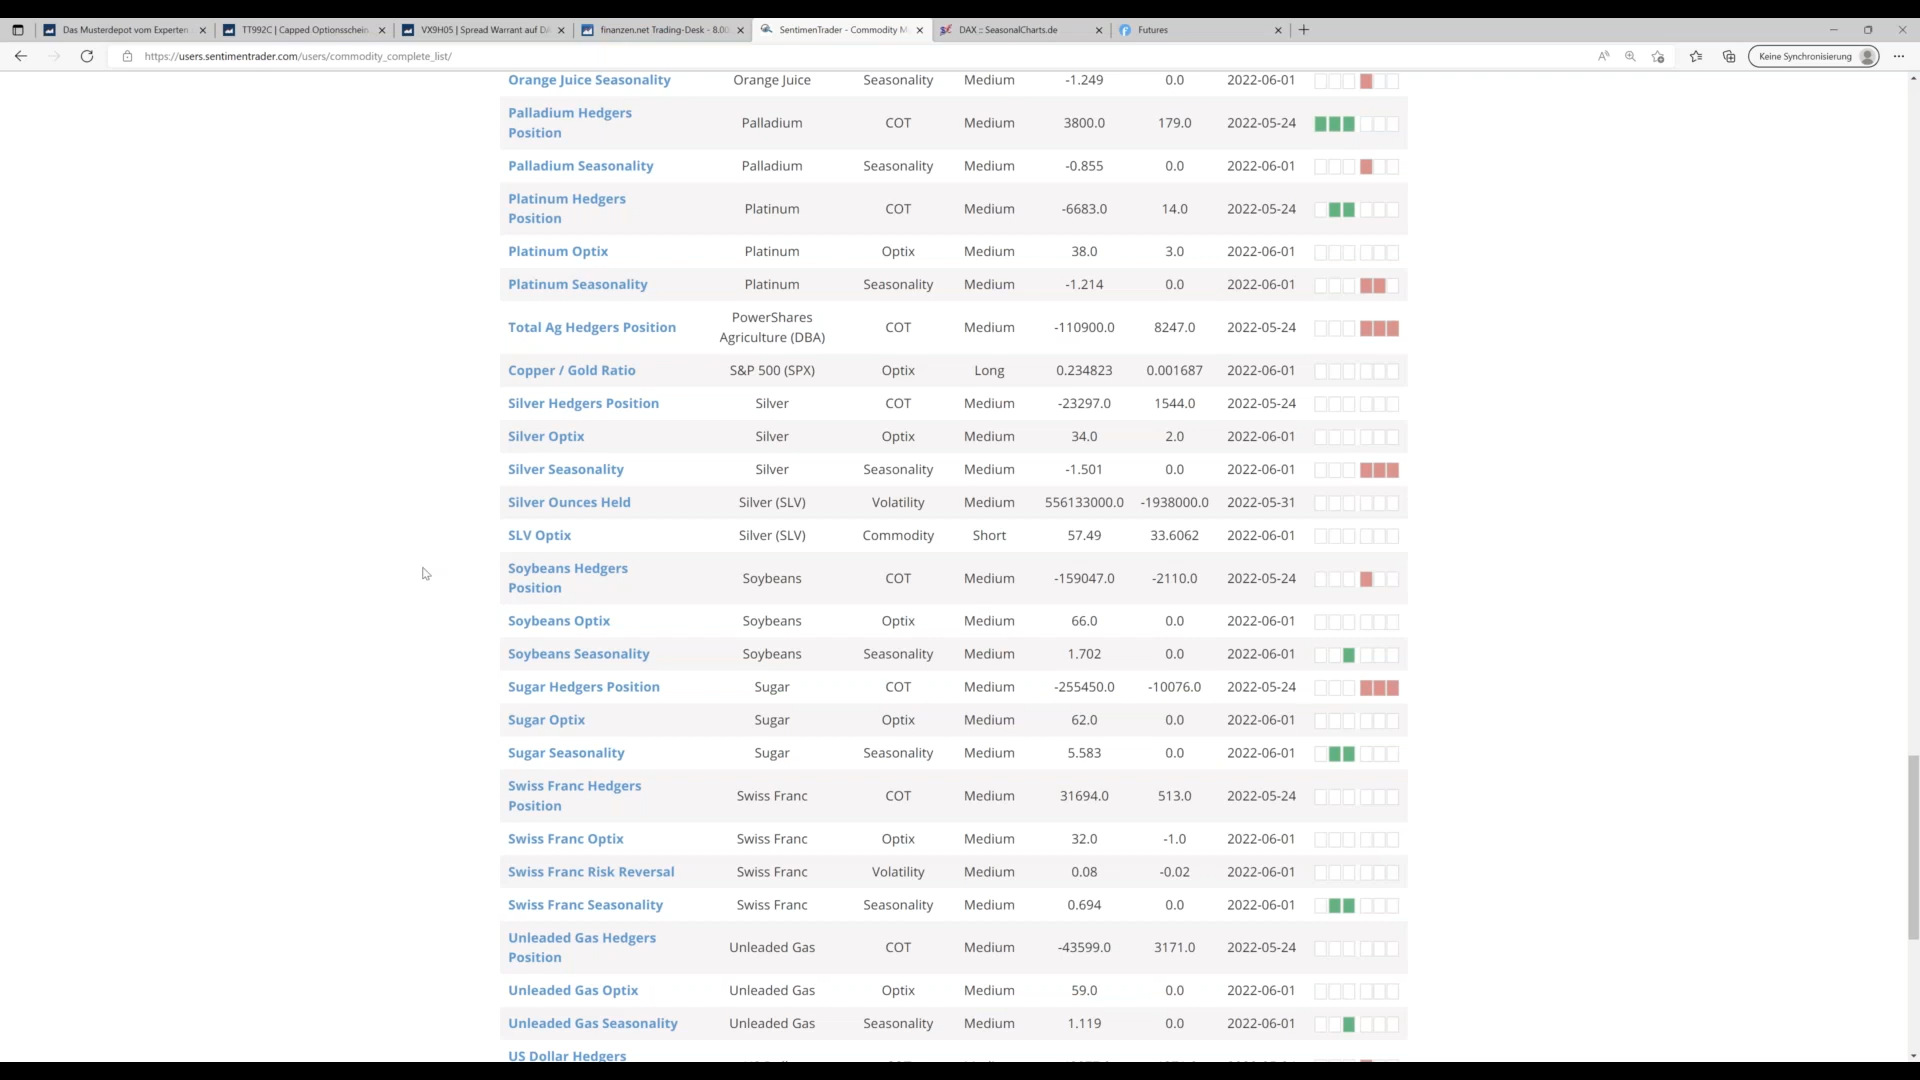 Das Musterdepot vom Experten
TT992C | Capped Optionsschein
VX9H05 | Spread Warrant auf DA
finanzen.net Trading-Desk - 8.00
SentimenTrader - Commodity M
DAX :: SeasonalCharts.de
Futures
https://users.sentimentrader.com/users/commodity_complete_list/
Keine Synchronisierung
Orange Juice Seasonality Orange Juice Seasonality Medium -1.249 0.0 2022-06-01
Palladium Hedgers
Position Palladium COT Medium 3800.0 179.0 2022-05-24
Palladium Seasonality Palladium Seasonality Medium -0.855 0.0 2022-06-01
Platinum Hedgers
Position Platinum COT Medium -6683.0 14.0 2022-05-24
Platinum Optix Platinum Optix Medium 38.0 3.0 2022-06-01
Platinum Seasonality Platinum Seasonality Medium -1.214 0.0 2022-06-01
Total Ag Hedgers Position PowerShares
Agriculture (DBA) COT Medium -110900.0 8247.0 2022-05-24
Copper / Gold Ratio S&P 500 (SPX) Optix Long 0.234823 0.001687 2022-06-01
Silver Hedgers Position Silver COT Medium -23297.0 1544.0 2022-05-24
Silver Optix Silver Optix Medium 34.0 2.0 2022-06-01
Silver Seasonality Silver Seasonality Medium -1.501 0.0 2022-06-01
Silver Ounces Held Silver (SLV) Volatility Medium 556133000.0 -1938000.0 2022-05-31
SLV Optix Silver (SLV) Commodity Short 57.49 33.6062 2022-06-01
Soybeans Hedgers
Position Soybeans COT Medium -159047.0 -2110.0 2022-05-24
Soybeans Optix Soybeans Optix Medium 66.0 0.0 2022-06-01
Soybeans Seasonality Soybeans Seasonality Medium 1.702 0.0 2022-06-01
Sugar Hedgers Position Sugar COT Medium -255450.0 -10076.0 2022-05-24
Sugar Optix Sugar Optix Medium 62.0 0.0 2022-06-01
Sugar Seasonality Sugar Seasonality Medium 5.583 0.0 2022-06-01
Swiss Franc Hedgers
Position Swiss Franc COT Medium 31694.0 513.0 2022-05-24
Swiss Franc Optix Swiss Franc Optix Medium 32.0 -1.0 2022-06-01
Swiss Franc Risk Reversal Swiss Franc Volatility Medium 0.08 -0.02 2022-06-01
Swiss Franc Seasonality Swiss Franc Seasonality Medium 0.694 0.0 2022-06-01
Unleaded Gas Hedgers
Position Unleaded Gas COT Medium -43599.0 3171.0 2022-05-24
Unleaded Gas Optix Unleaded Gas Optix Medium 59.0 0.0 2022-06-01
Unleaded Gas Seasonality Unleaded Gas Seasonality Medium 1.119 0.0 2022-06-01
US Dollar Hedgers